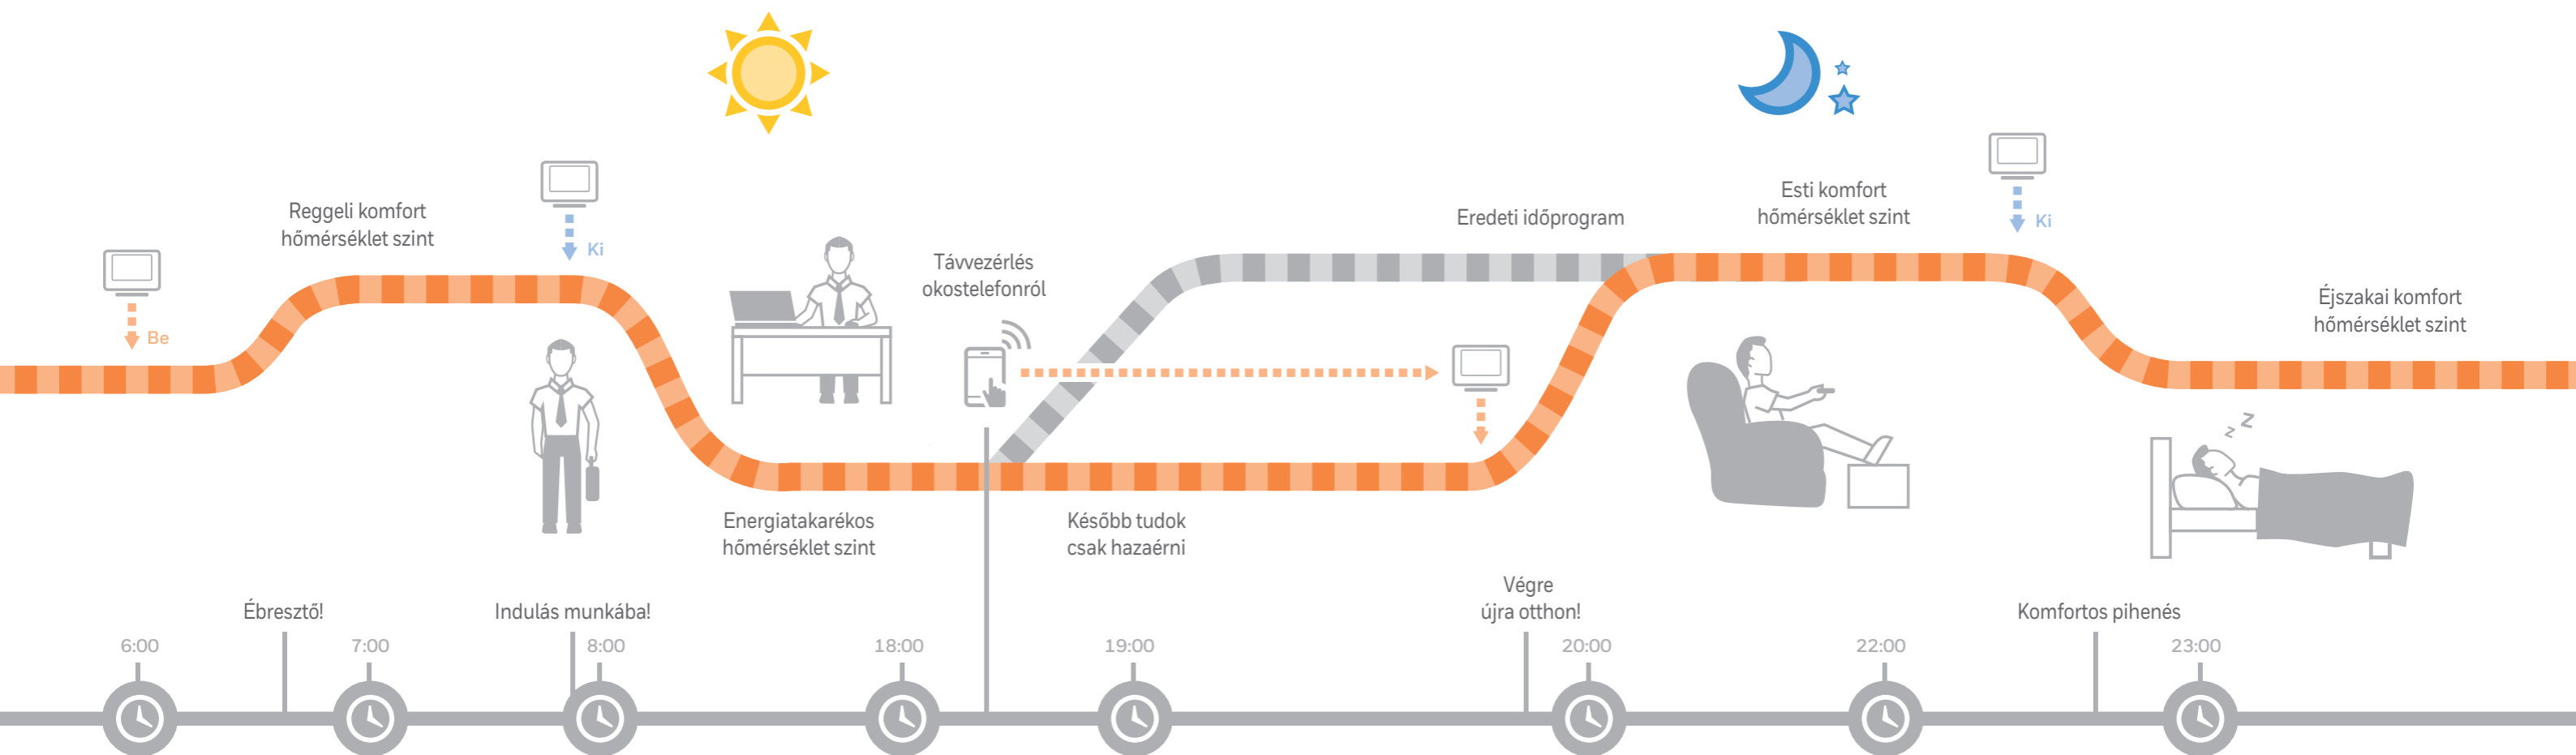 Reggeli komfort
hőmérséklet szint
Be
Ki
Távvezérlés
okostelefonról
Eredeti időprogram
Esti komfort
hőmérséklet szint
Ki
Éjszakai komfort
hőmérséklet szint
z
z
Energiatakarékos
hőmérséklet szint
Később tudok
csak hazaérni
Ébresztő!
Indulás munkába!
Végre
újra otthon!
Komfortos pihenés
6:00
7:00
8:00
18:00
19:00
20:00
22:00
23:00